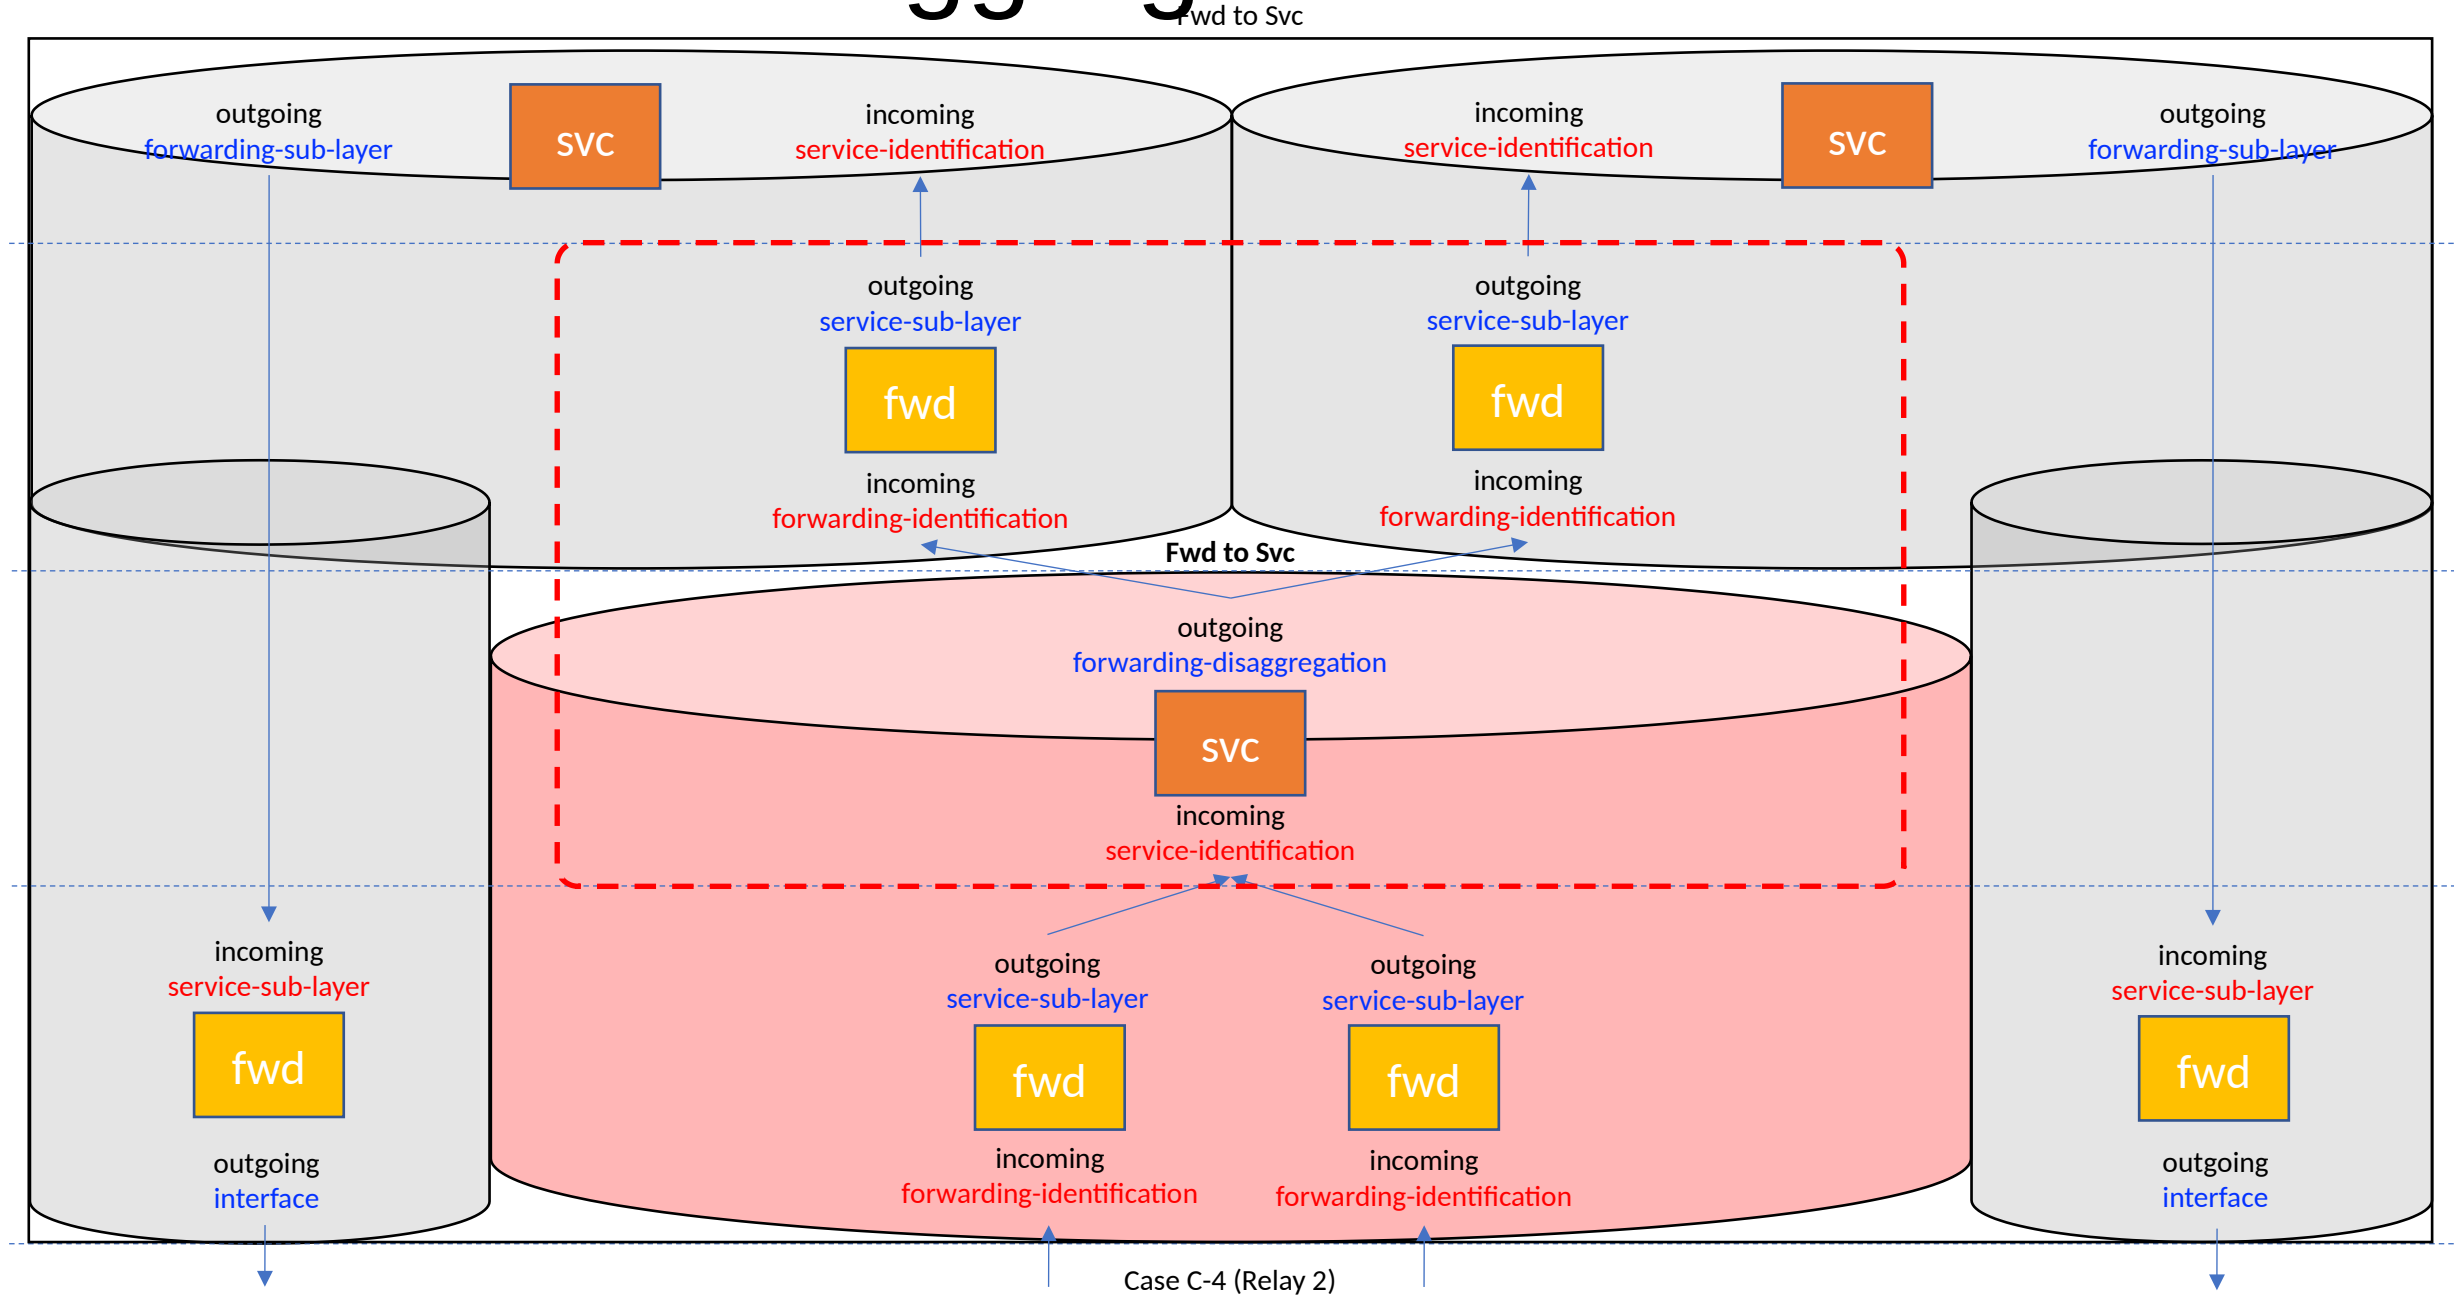 Fwd to Svc
outgoing
forwarding-sub-layer
svc
incoming
service-identification
incoming
service-identification
svc
outgoing
forwarding-sub-layer
outgoing
service-sub-layer
fwd
incoming
forwarding-identification
outgoing
service-sub-layer
fwd
incoming
forwarding-identification
Fwd to Svc
outgoing
forwarding-disaggregation
svc
incoming
service-identification
incoming
service-sub-layer
fwd
outgoing
interface
outgoing
service-sub-layer
fwd
incoming
forwarding-identification
outgoing
service-sub-layer
fwd
incoming
forwarding-identification
incoming
service-sub-layer
fwd
outgoing
interface
Case C-4 (Relay 2)